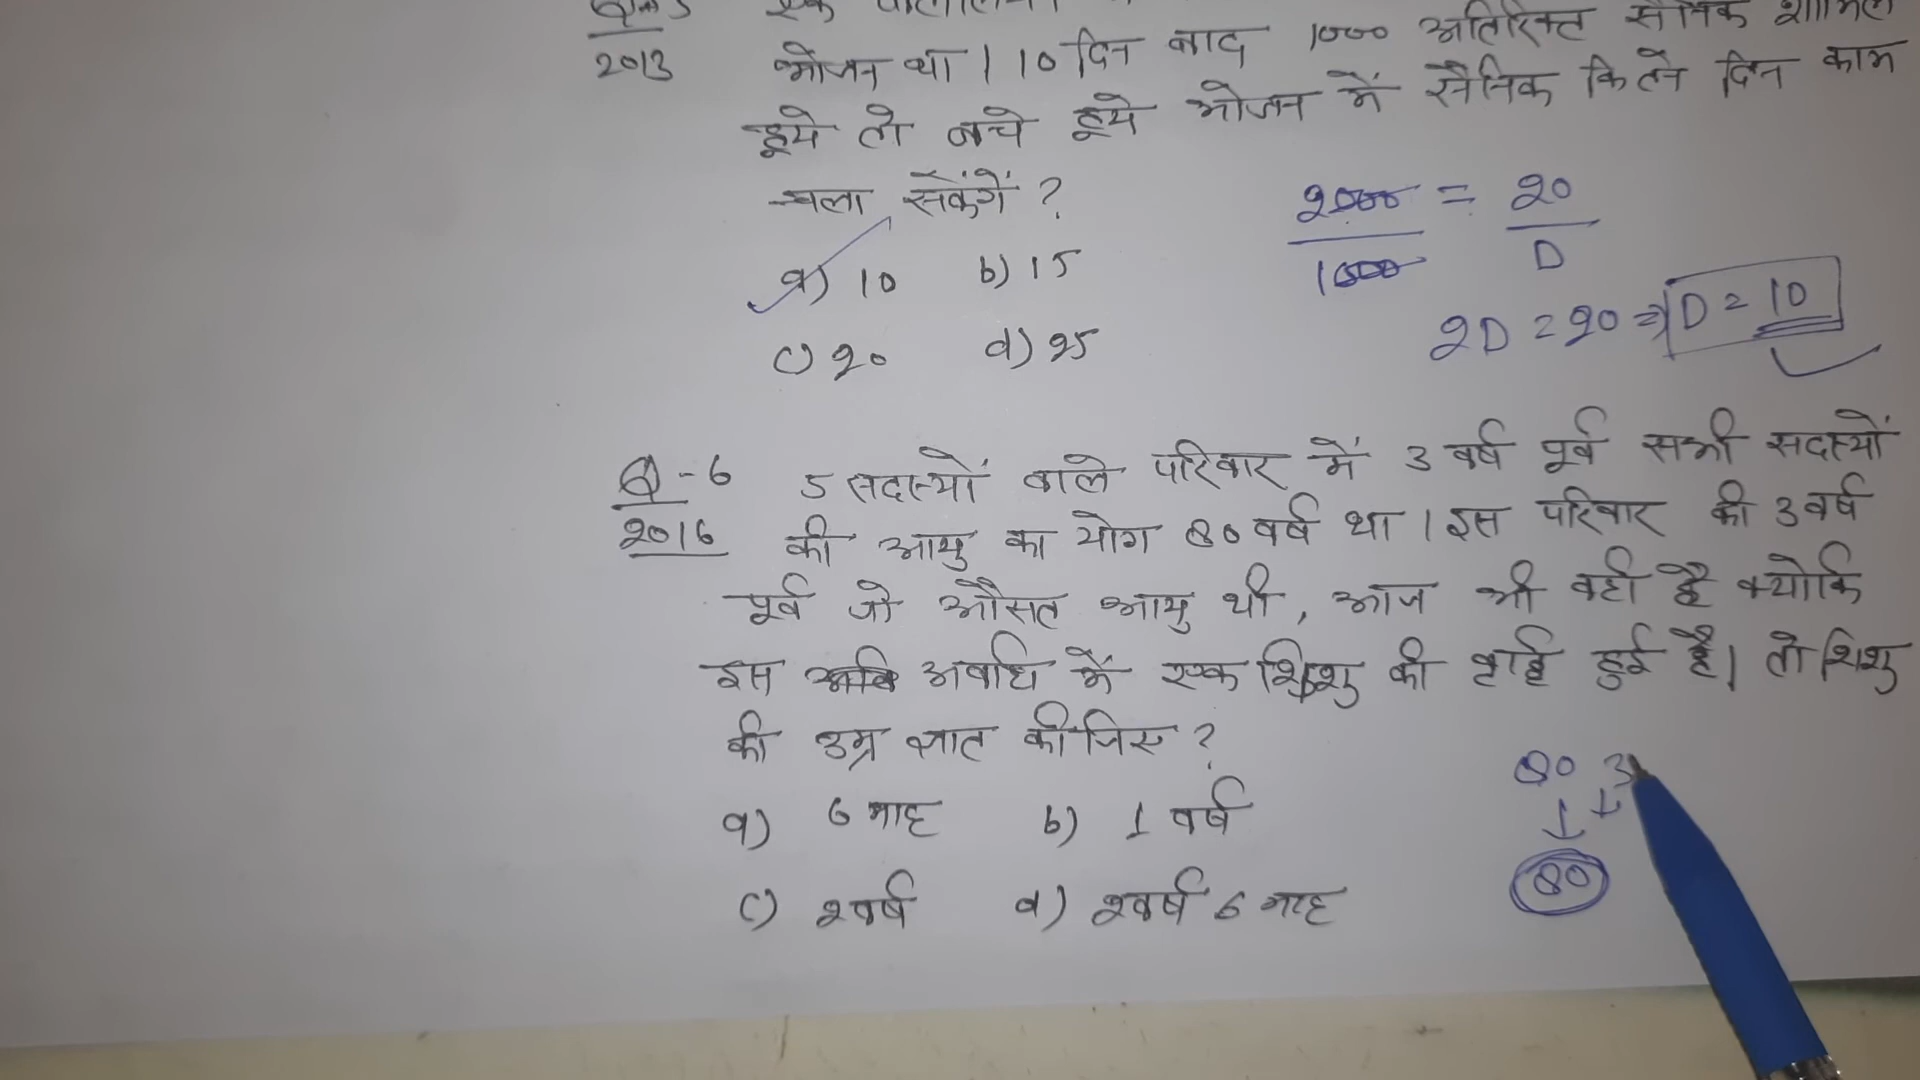 2013 भोजन था । 10 दिन बाद 1000 अतिरिक्त सैनिक शामिल
हुये तो बचे हुये भोजन में सैनिक कितने दिन काम
चला सकेंगें ?
a) 10 b) 15
c) 20 d) 25
2000/1000 = 20/D
2D = 20 ⇒ D = 10
Q-6 5 सदस्यों वाले परिवार में 3 वर्ष पूर्व सभी सदस्यों
2016 की आयु का योग 80 वर्ष था । इस परिवार की 3 वर्ष
पूर्व जो औसत आयु थी , आज भी वही है क्योकि
इस अवधि में एक शिशु की वृद्धि हुई है। तो शिशु
की उम्र ज्ञात कीजिए ?
a) 6 माह b) 1 वर्ष
c) 2 वर्ष d) 2 वर्ष 6 माह
80 3
80